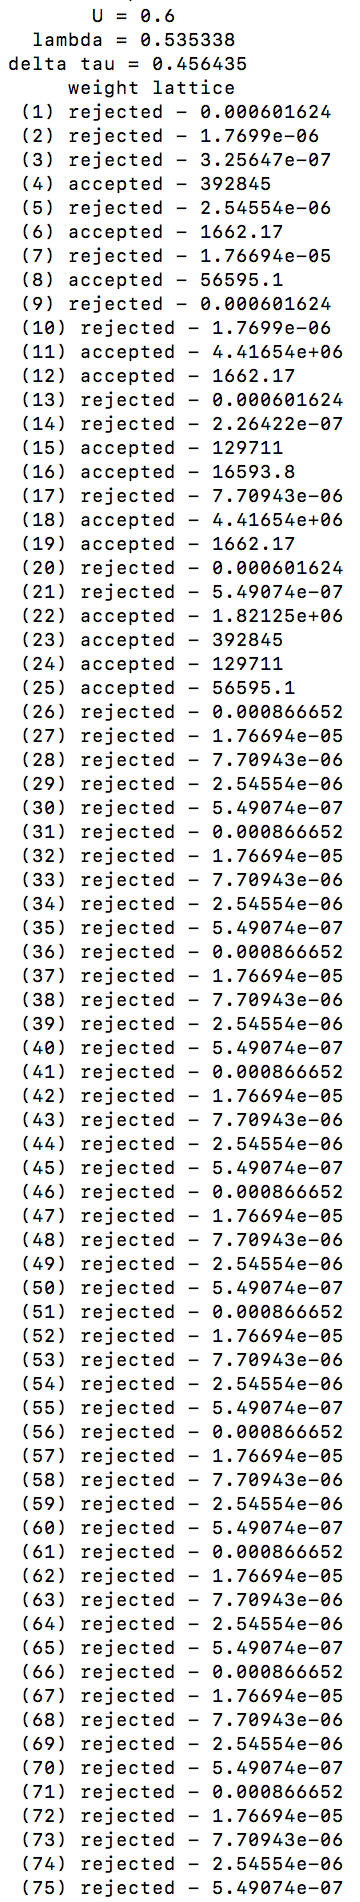 U = 0.6
lambda = 0.535338
delta tau = 0.456435
weight lattice
(1) rejected – 0.000601624
(2) rejected – 1.7699e-06
(3) rejected – 3.25647e-07
(4) accepted – 392845
(5) rejected – 2.54554e-06
(6) accepted – 1662.17
(7) rejected – 1.76694e-05
(8) accepted – 56595.1
(9) rejected – 0.000601624
(10) rejected – 1.7699e-06
(11) accepted – 4.41654e+06
(12) accepted – 1662.17
(13) rejected – 0.000601624
(14) rejected – 2.26422e-07
(15) accepted – 129711
(16) accepted – 16593.8
(17) rejected – 7.70943e-06
(18) accepted – 4.41654e+06
(19) accepted – 1662.17
(20) rejected – 0.000601624
(21) rejected – 5.49074e-07
(22) accepted – 1.82125e+06
(23) accepted – 392845
(24) accepted – 129711
(25) accepted – 56595.1
(26) rejected – 0.000866652
(27) rejected – 1.76694e-05
(28) rejected – 7.70943e-06
(29) rejected – 2.54554e-06
(30) rejected – 5.49074e-07
(31) rejected – 0.000866652
(32) rejected – 1.76694e-05
(33) rejected – 7.70943e-06
(34) rejected – 2.54554e-06
(35) rejected – 5.49074e-07
(36) rejected – 0.000866652
(37) rejected – 1.76694e-05
(38) rejected – 7.70943e-06
(39) rejected – 2.54554e-06
(40) rejected – 5.49074e-07
(41) rejected – 0.000866652
(42) rejected – 1.76694e-05
(43) rejected – 7.70943e-06
(44) rejected – 2.54554e-06
(45) rejected – 5.49074e-07
(46) rejected – 0.000866652
(47) rejected – 1.76694e-05
(48) rejected – 7.70943e-06
(49) rejected – 2.54554e-06
(50) rejected – 5.49074e-07
(51) rejected – 0.000866652
(52) rejected – 1.76694e-05
(53) rejected – 7.70943e-06
(54) rejected – 2.54554e-06
(55) rejected – 5.49074e-07
(56) rejected – 0.000866652
(57) rejected – 1.76694e-05
(58) rejected – 7.70943e-06
(59) rejected – 2.54554e-06
(60) rejected – 5.49074e-07
(61) rejected – 0.000866652
(62) rejected – 1.76694e-05
(63) rejected – 7.70943e-06
(64) rejected – 2.54554e-06
(65) rejected – 5.49074e-07
(66) rejected – 0.000866652
(67) rejected – 1.76694e-05
(68) rejected – 7.70943e-06
(69) rejected – 2.54554e-06
(70) rejected – 5.49074e-07
(71) rejected – 0.000866652
(72) rejected – 1.76694e-05
(73) rejected – 7.70943e-06
(74) rejected – 2.54554e-06
(75) rejected – 5.49074e-07